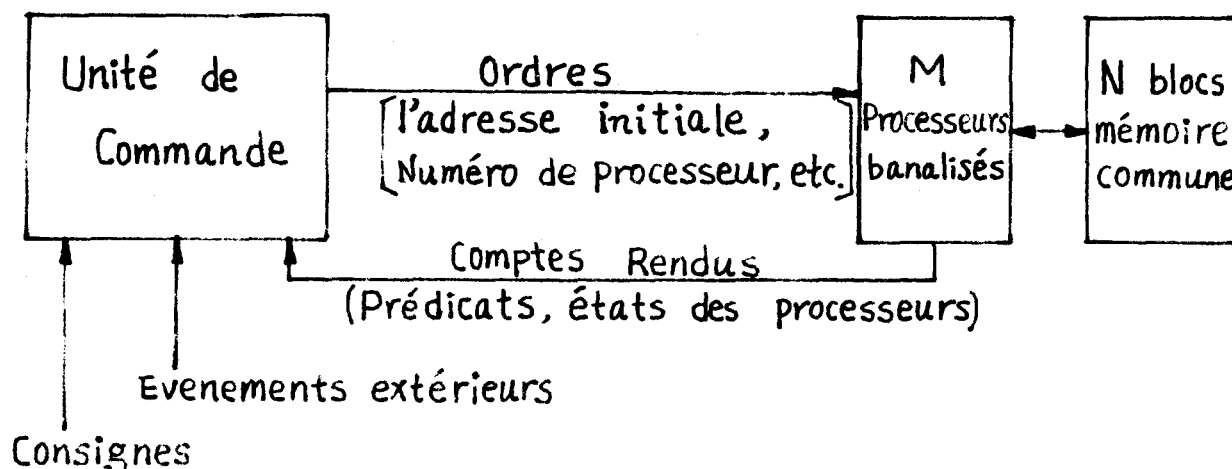 Unité de
Commande
Ordres
[l'adresse initiale,
Numéro de processeur, etc.]
M
Processeurs
banalisés
N blocs
mémoire
commune
Comptes Rendus
(Prédicats, états des processeurs)
Evenements extérieurs
Consignes